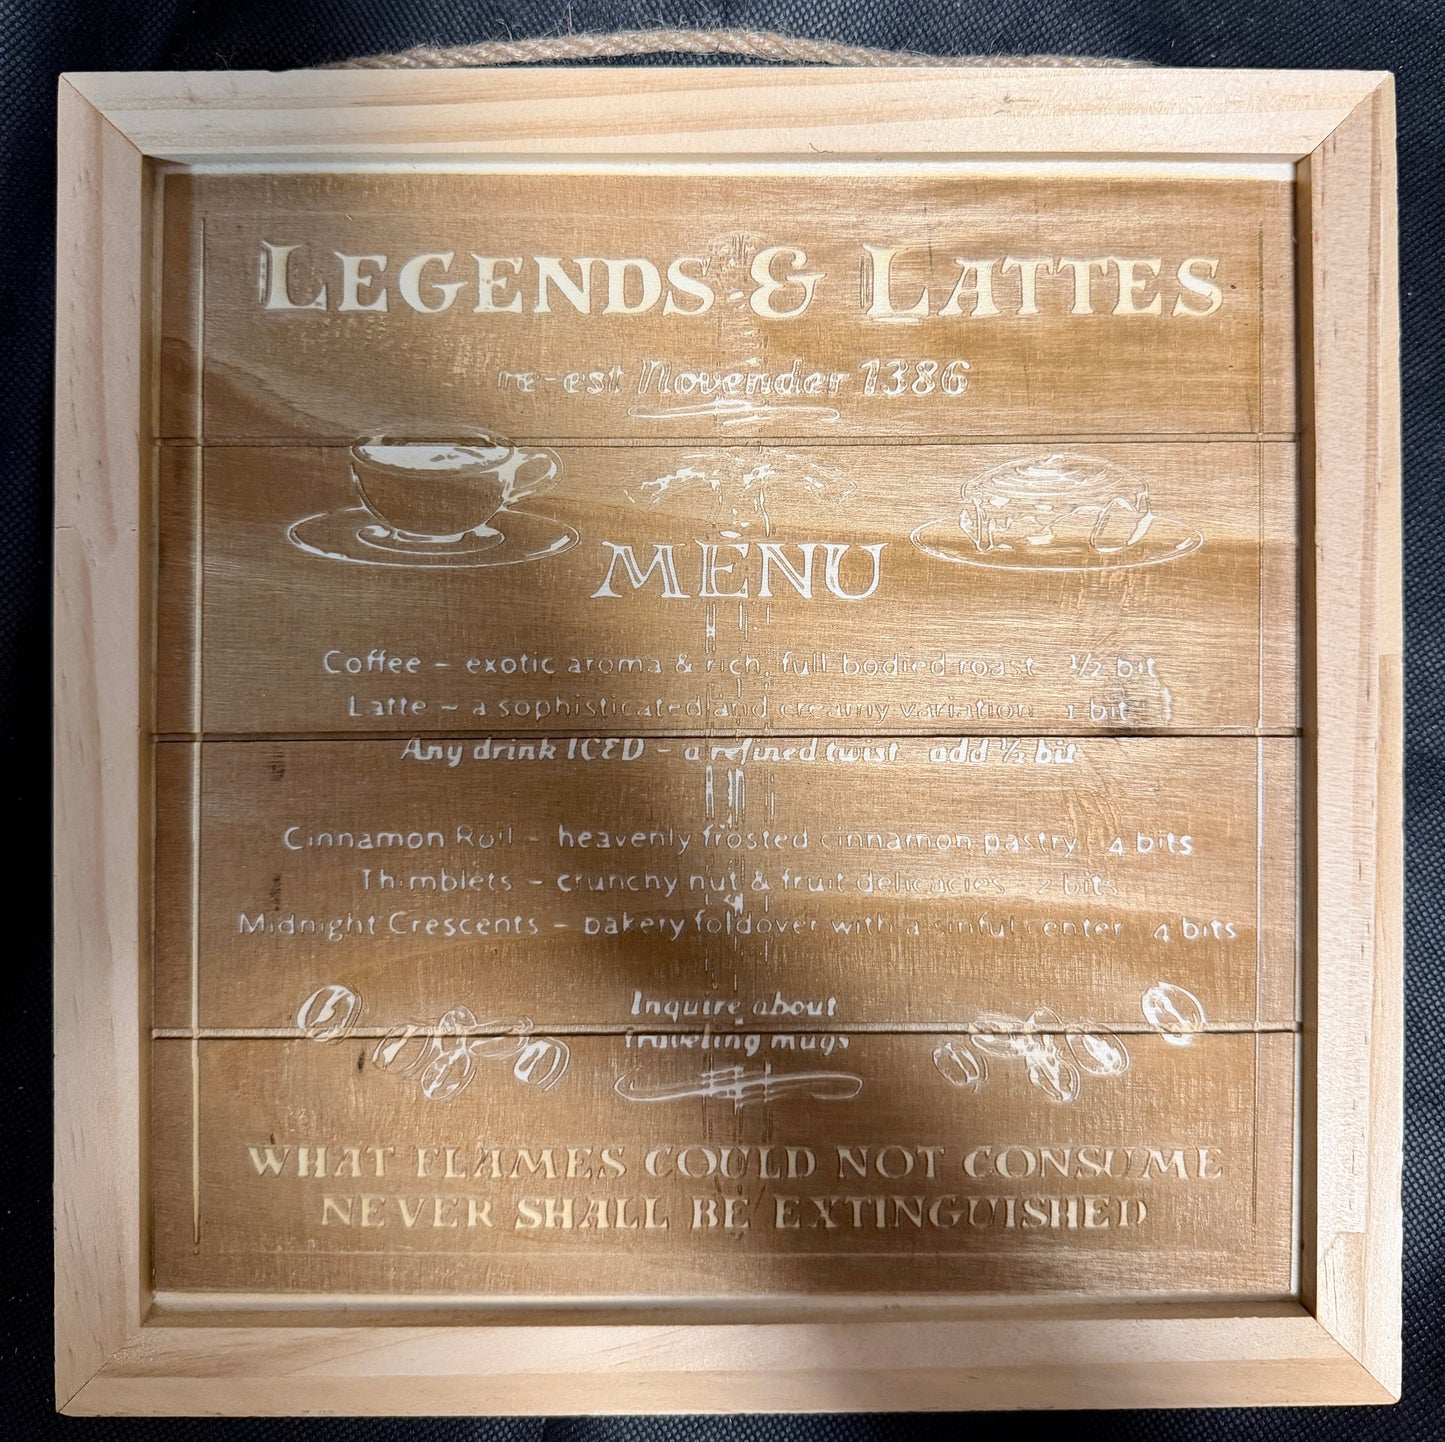 LEGENDS & LATTES
re-est Novender 1386
MENU
Coffee – exotic aroma & rich, full bodied roast 1/2 bit
Latte – a sophisticated and creamy variation 1 bit
Any drink ICED – a refined twist add 1/2 bit
Cinnamon Roll – heavenly frosted cinnamon pastry 4 bits
Thimblets – crunchy nut & fruit delicacies 2 bits
Midnight Crescents – bakery foldover with a sinful center 4 bits
Inquire about
traveling mugs
WHAT FLAMES COULD NOT CONSUME
NEVER SHALL BE EXTINGUISHED